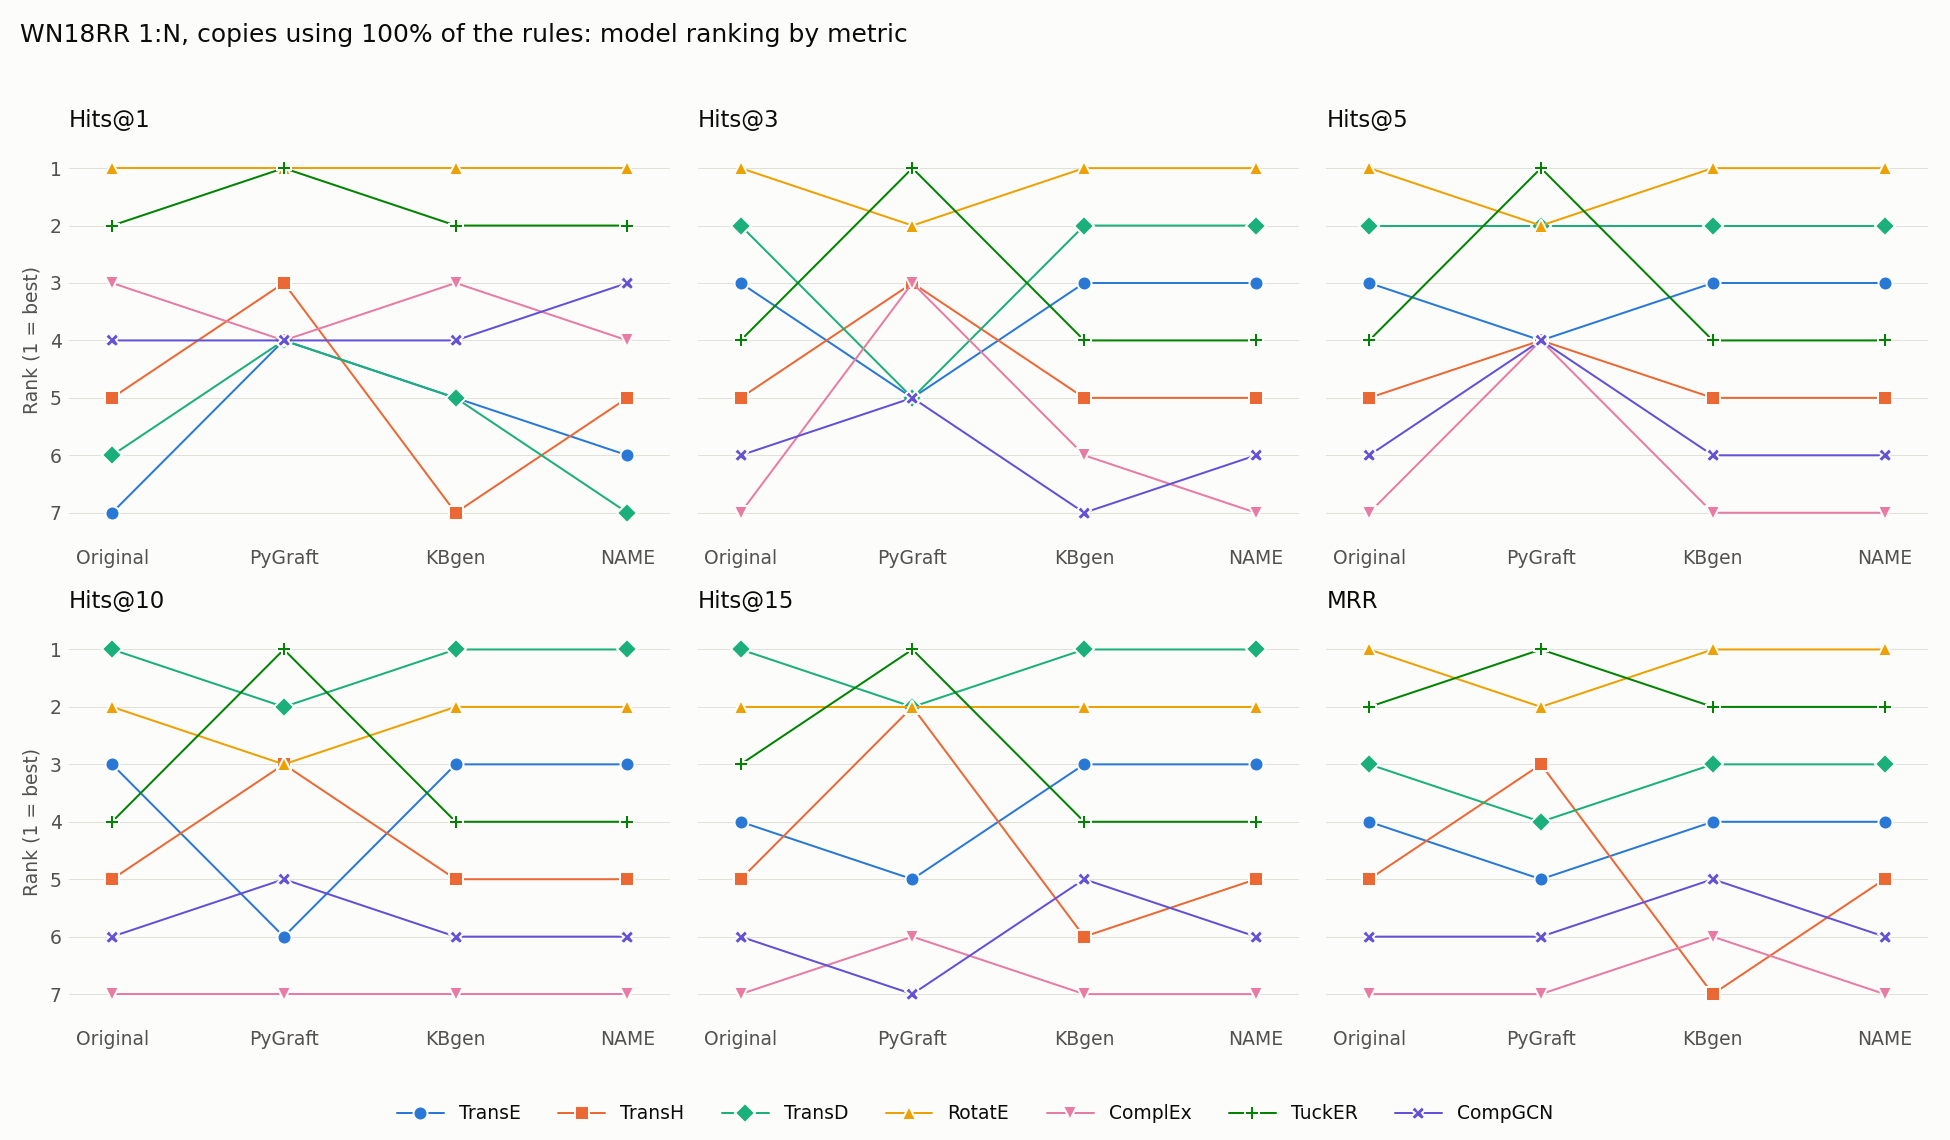 WN18RR 1:N, copies using 100% of the rules: model ranking by metric
Hits@1
Hits@3
Hits@5
Rank (1 = best)
1
2
3
4
5
6
7
Original PyGraft KBgen NAME
Original PyGraft KBgen NAME
Original PyGraft KBgen NAME
Hits@10
Hits@15
MRR
Rank (1 = best)
1
2
3
4
5
6
7
Original PyGraft KBgen NAME
Original PyGraft KBgen NAME
Original PyGraft KBgen NAME
TransE TransH TransD RotatE ComplEx TuckER CompGCN